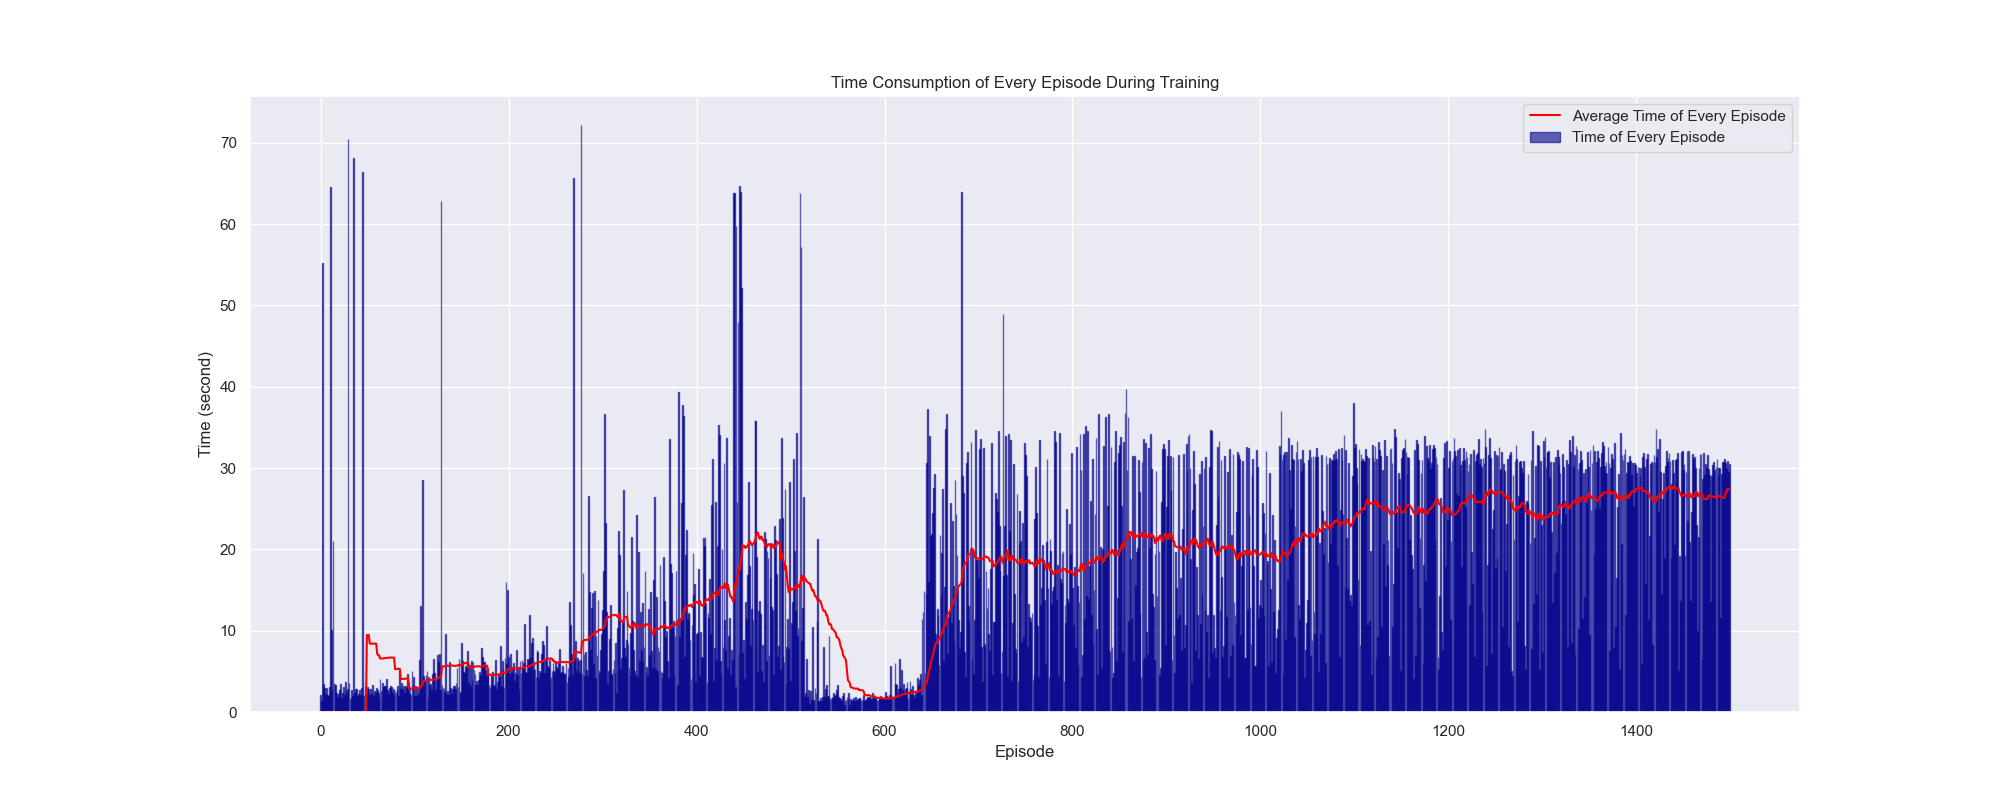 Time Consumption of Every Episode During Training
Average Time of Every Episode
Time of Every Episode
Time (second)
70
60
50
40
30
20
10
0
0 200 400 600 800 1000 1200 1400
Episode